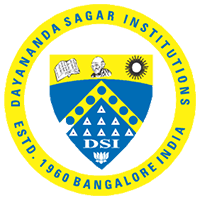 DAYANANDA SAGAR INSTITUTIONS
ESTD. 1960 BANGALORE INDIA
DSI